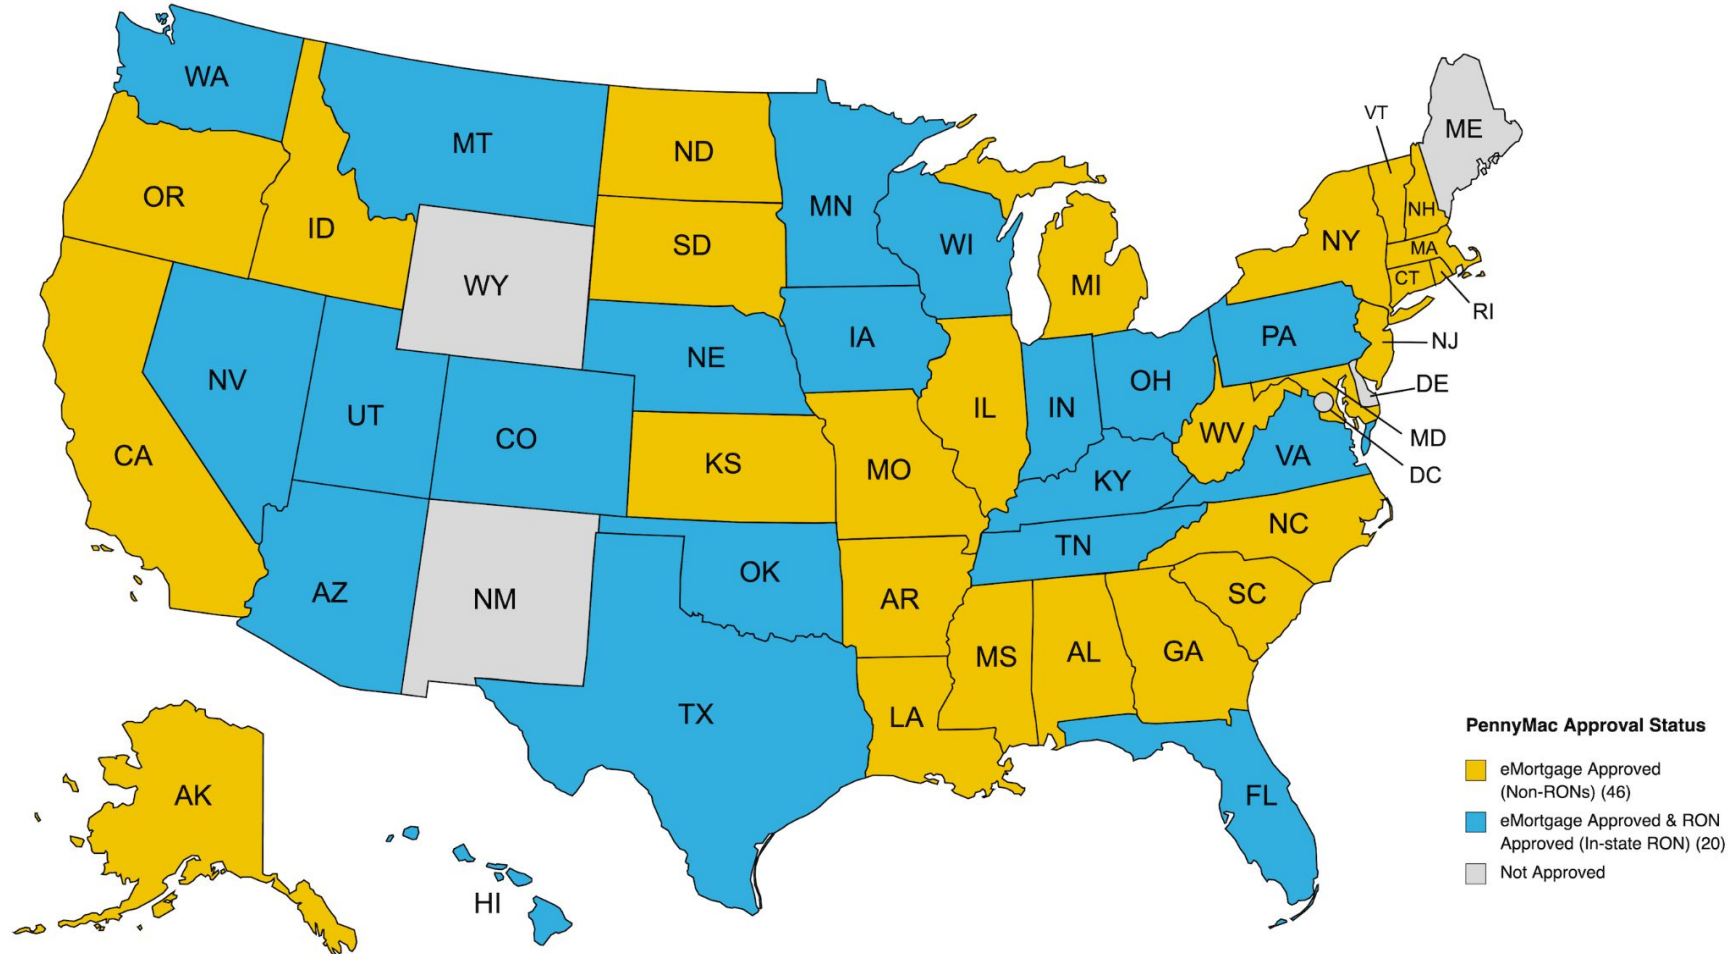 WA
MT
ND
MN
VT
ME
OR
ID
SD
WI
NH
NY
MA
MI
CT
WY
RI
NE
IA
PA
NJ
NV
UT
CO
IL
IN
OH
DE
CA
KS
MO
WV
VA
MD
KY
DC
NC
TN
AZ
NM
OK
AR
SC
MS
AL
GA
TX
LA
AK
FL
HI
PennyMac Approval Status
eMortgage Approved
(Non-RONs) (46)
eMortgage Approved & RON
Approved (In-state RON) (20)
Not Approved